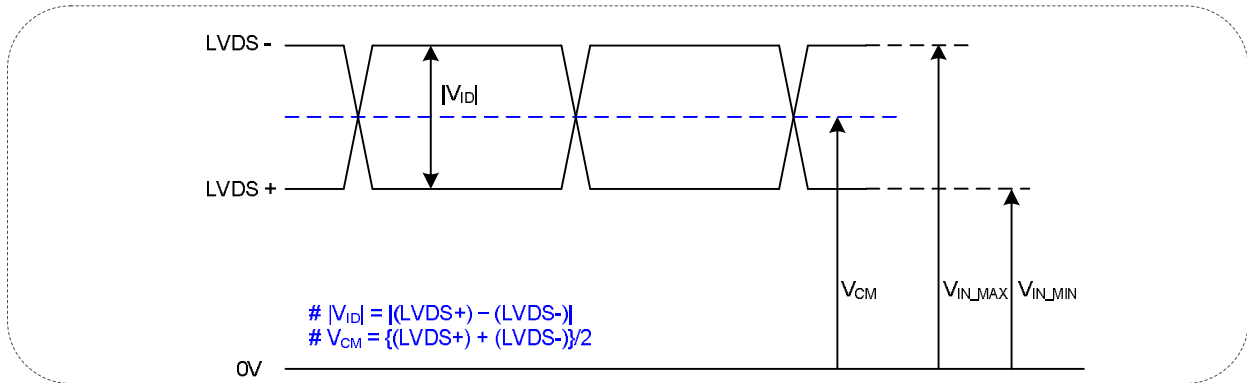 LVDS -
|VID|
LVDS +
VCM
VIN_MAX
VIN_MIN
# |VID| = |(LVDS+) – (LVDS-)|
# VCM = {(LVDS+) + (LVDS-)}/2
0V